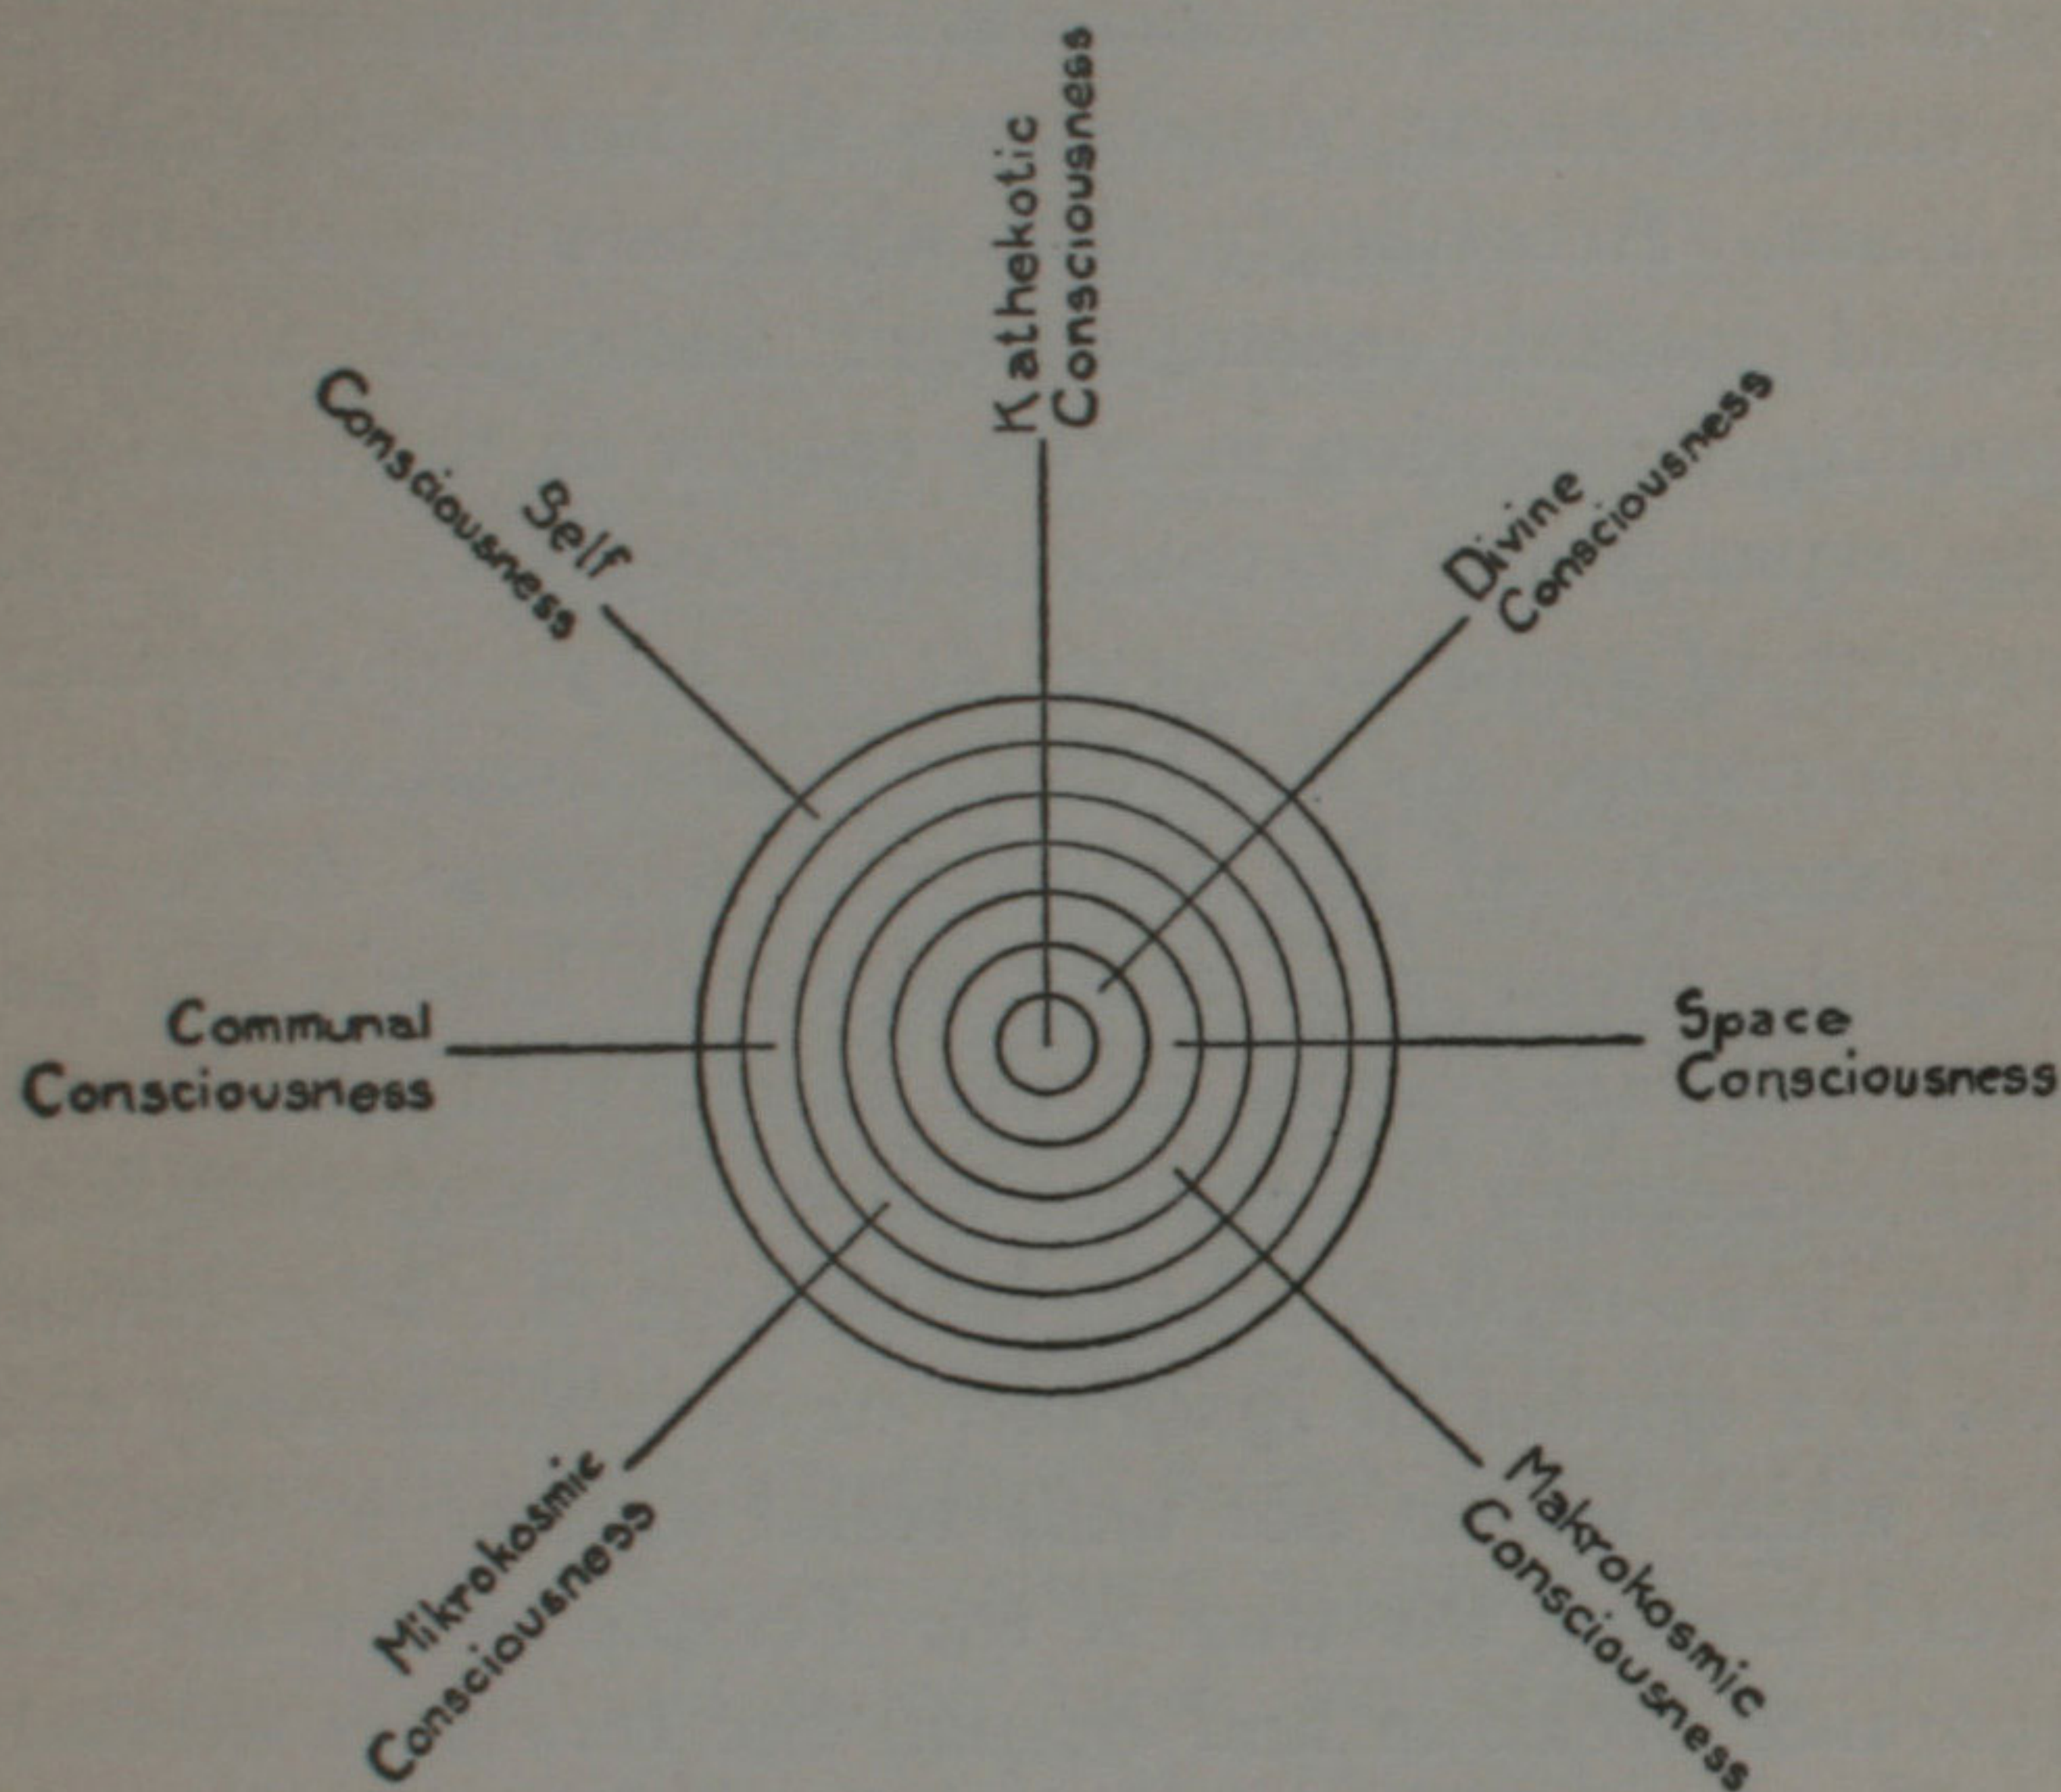 Kathekotic
Consciousness
Divine
Consciousness
Space
Consciousness
Makrokosmic
Consciousness
Mikrokosmic
Consciousness
Communal
Consciousness
Self
Consciousness